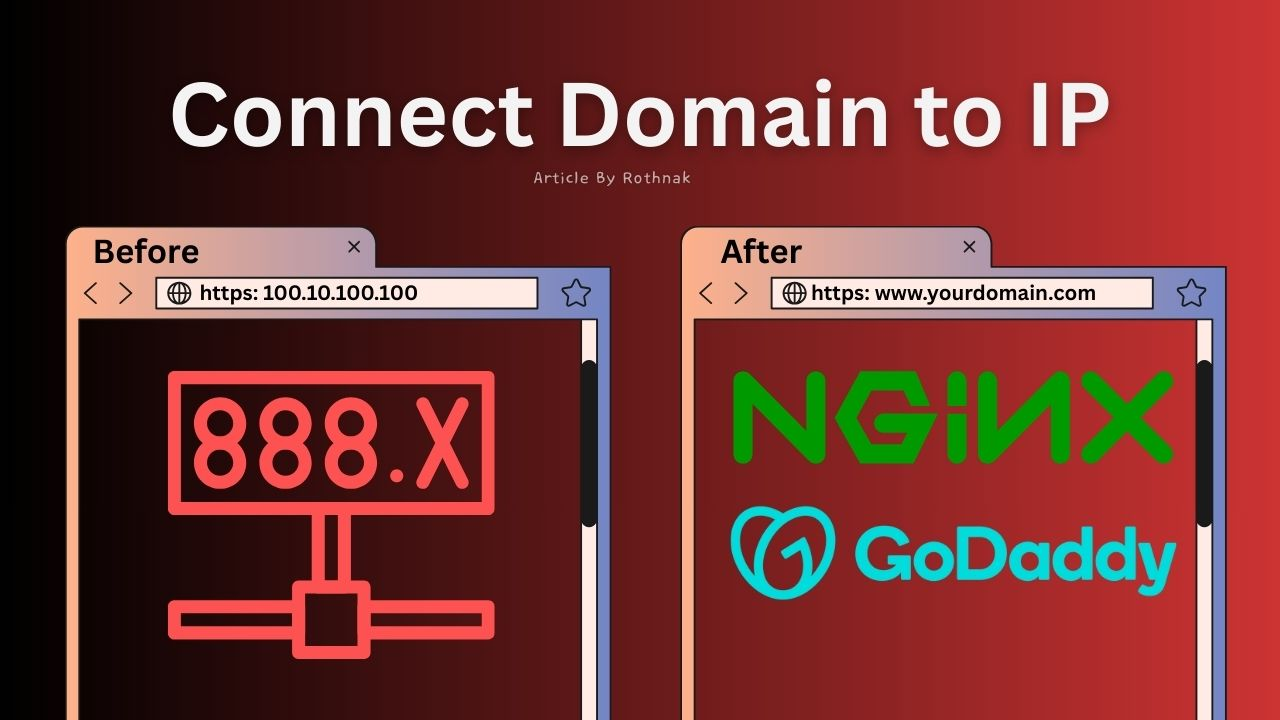 Connect Domain to IP
Article By Rothnak
Before
https: 100.10.100.100
888.X
After
https: www.yourdomain.com
NGiNX
GoDaddy